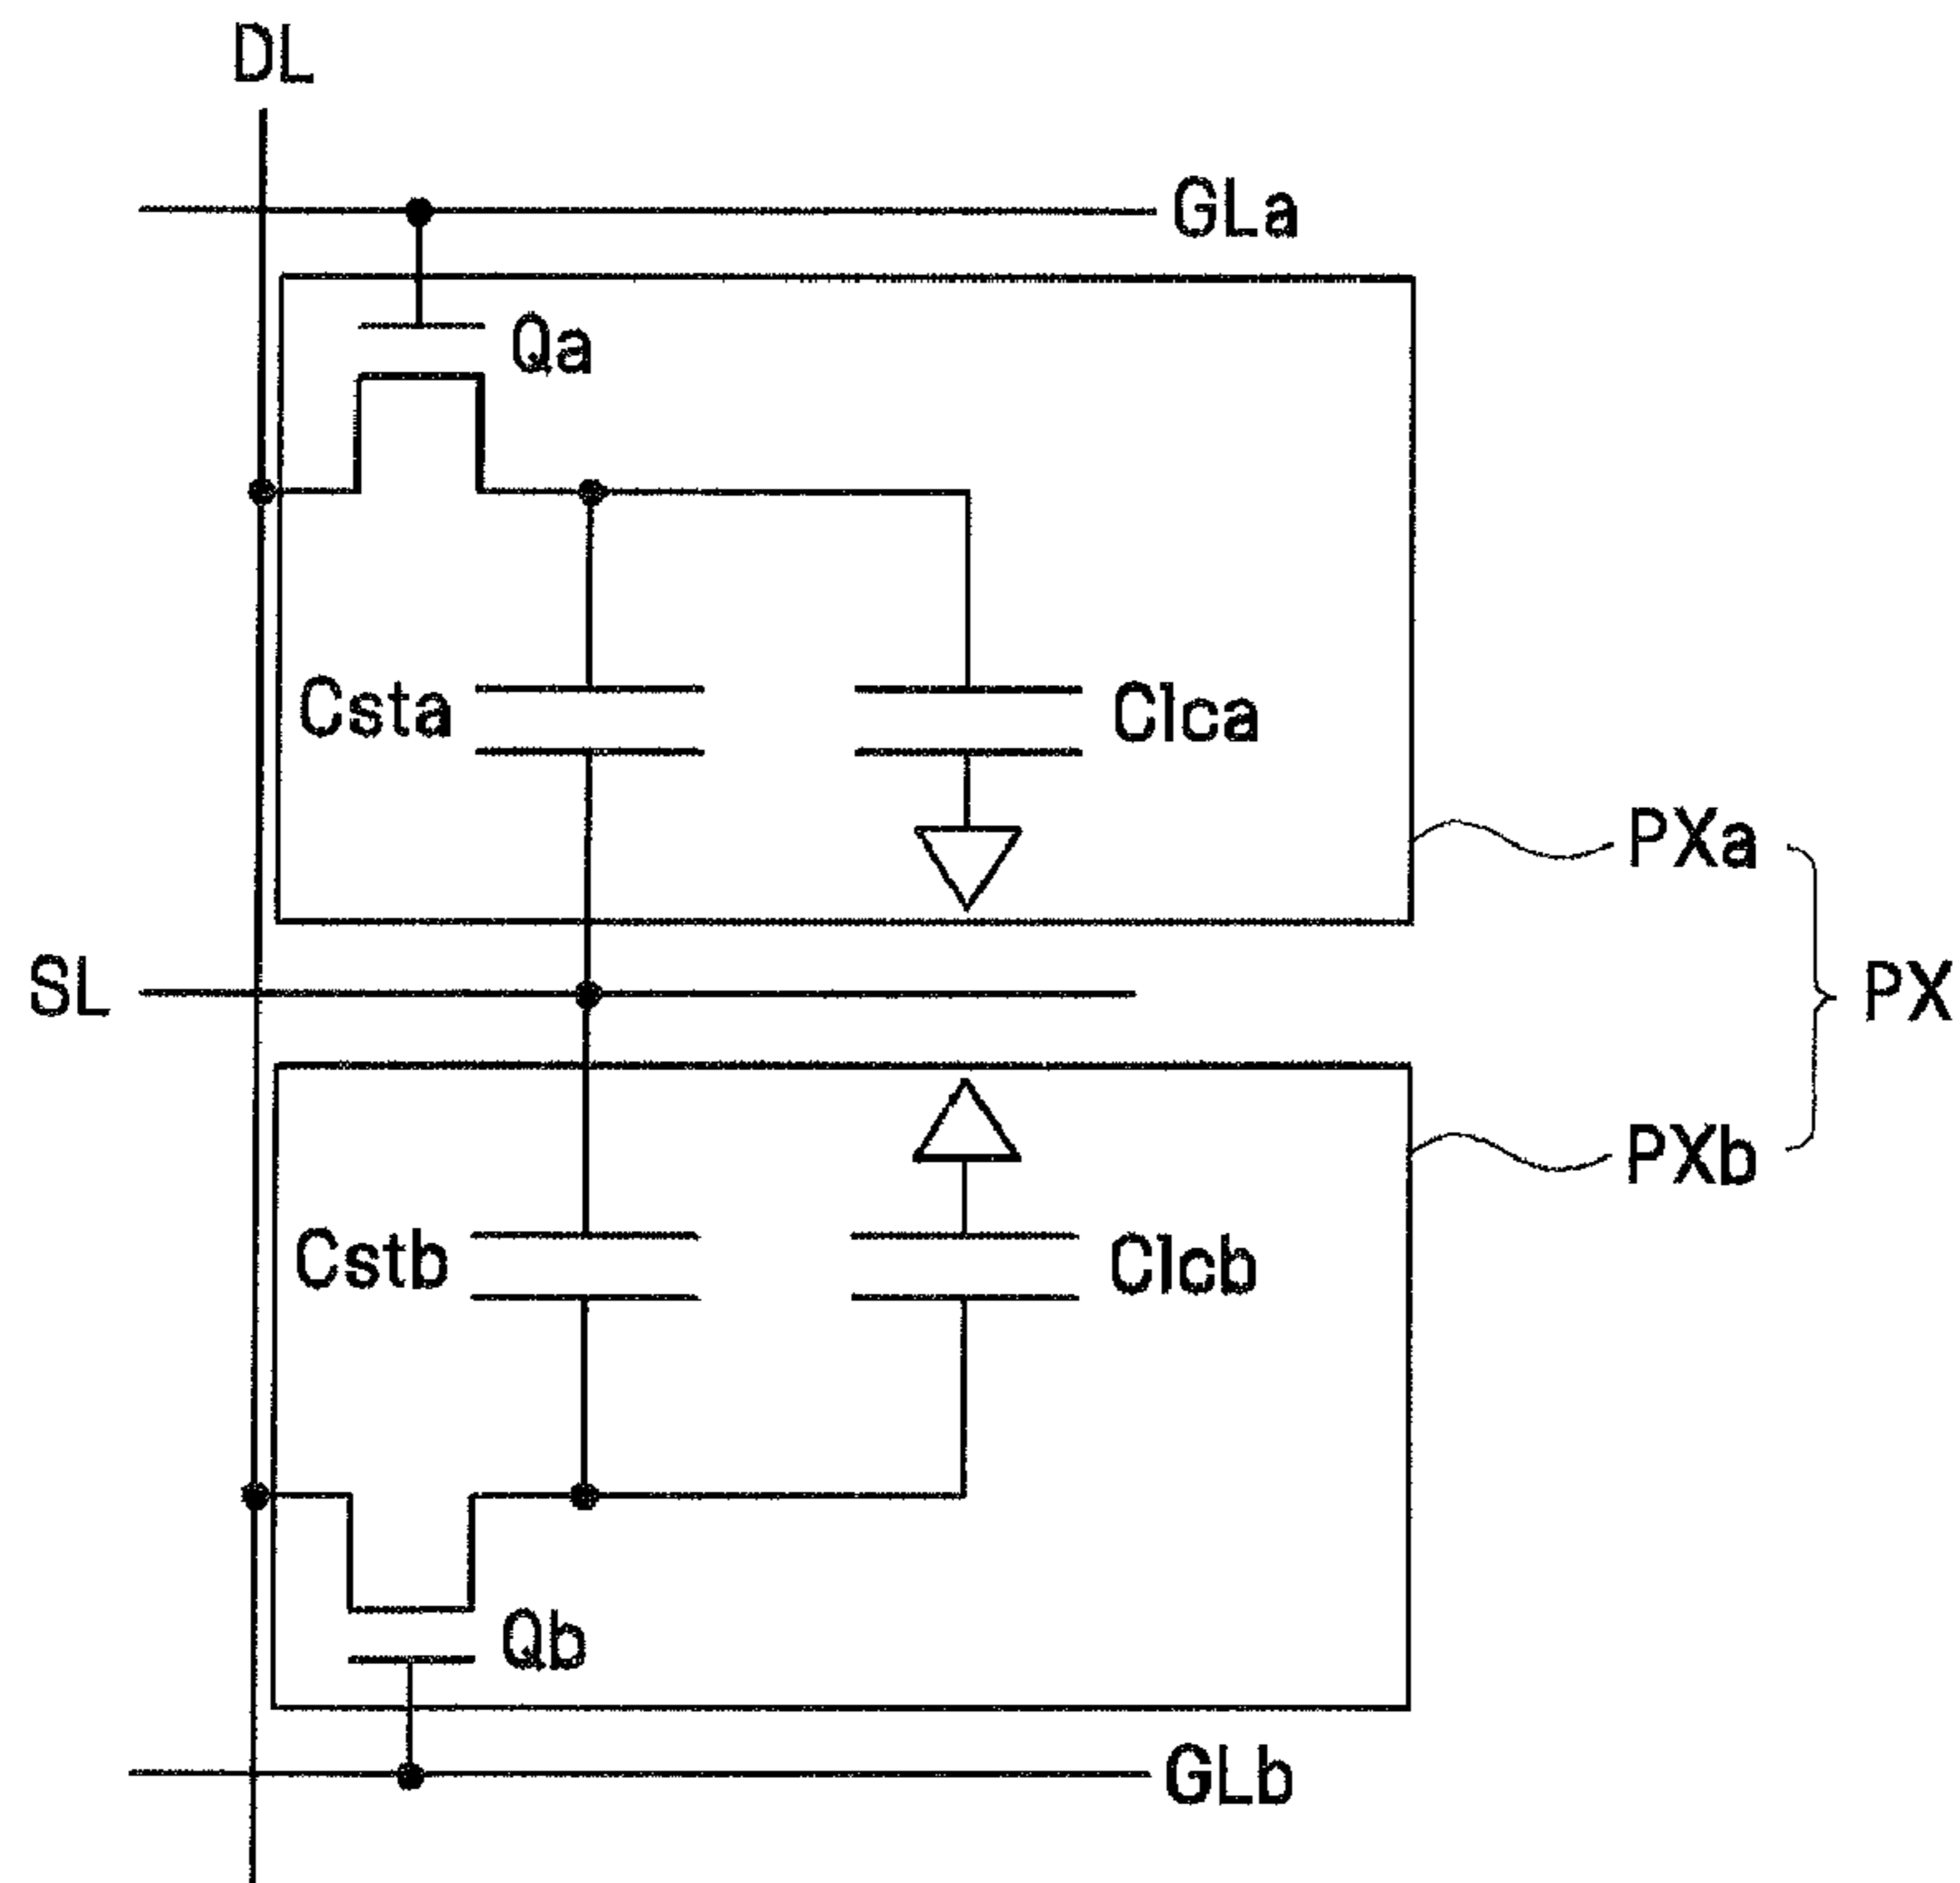 DL
GLa
Qa
Csta
Clca
PXa
SL
PX
PXb
Cstb
Clcb
Qb
GLb